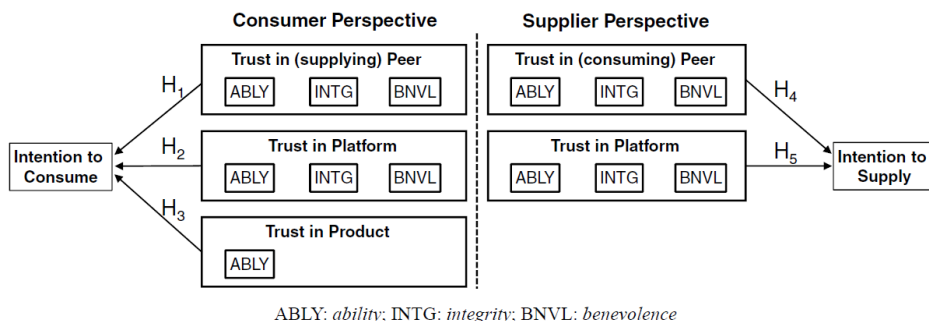 Consumer Perspective
Supplier Perspective
Trust in (supplying) Peer
ABLY INTG BNVL
Trust in (consuming) Peer
ABLY INTG BNVL
H1
H4
Trust in Platform
ABLY INTG BNVL
Trust in Platform
ABLY INTG BNVL
H2
H5
Intention to
Consume
Intention to
Supply
H3
Trust in Product
ABLY
ABLY: ability; INTG: integrity; BNVL: benevolence